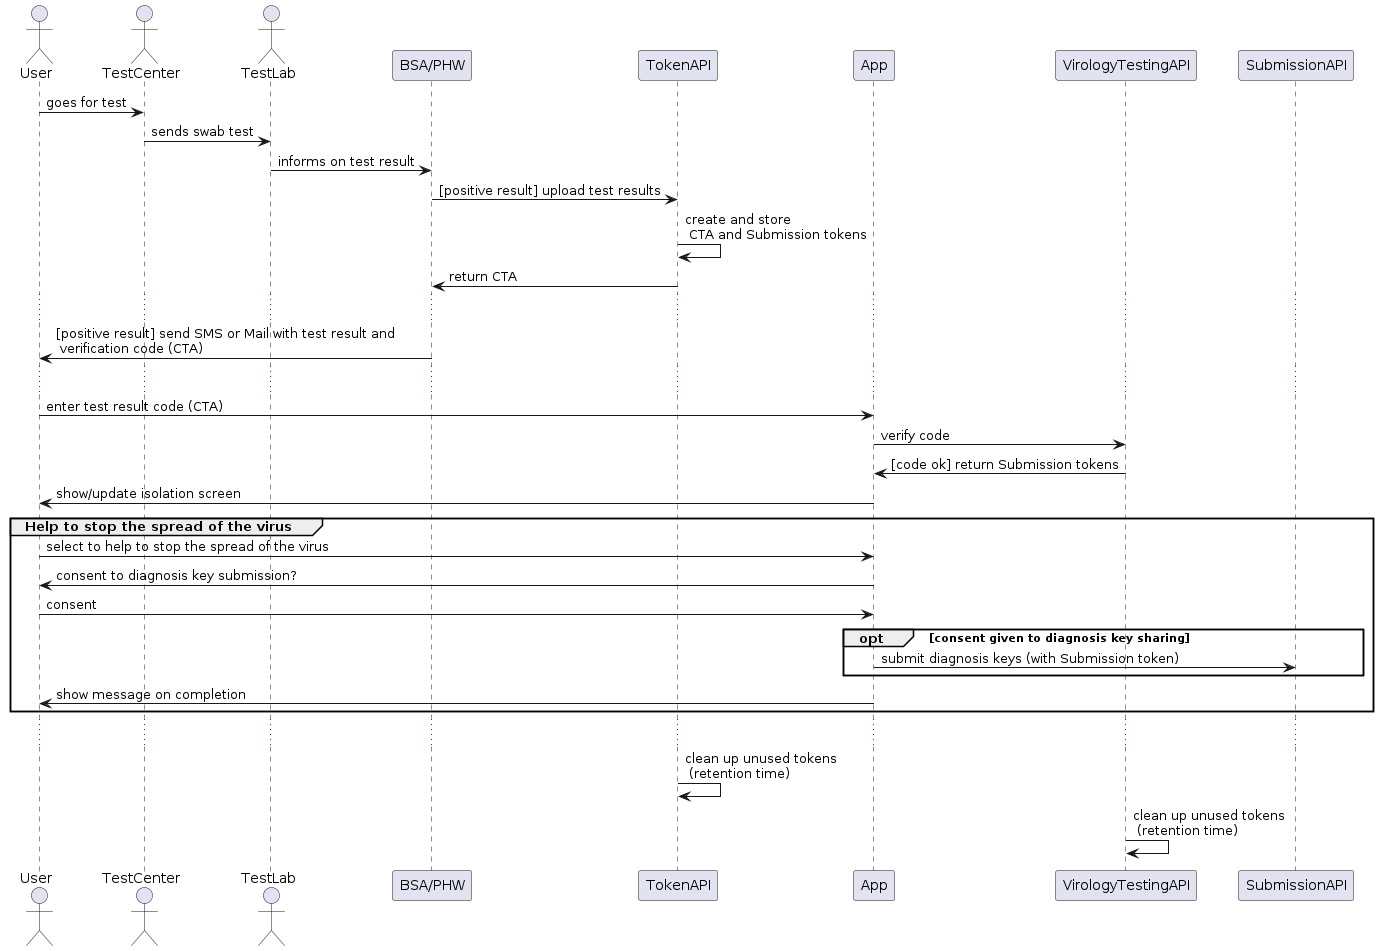 User
TestCenter
TestLab
BSA/PHW
TokenAPI
App
VirologyTestingAPI
SubmissionAPI
goes for test
sends swab test
informs on test result
[positive result] upload test results
create and store
CTA and Submission tokens
return CTA
[positive result] send SMS or Mail with test result and
verification code (CTA)
enter test result code (CTA)
verify code
[code ok] return Submission tokens
show/update isolation screen
Help to stop the spread of the virus
select to help to stop the spread of the virus
consent to diagnosis key submission?
consent
opt
[consent given to diagnosis key sharing]
submit diagnosis keys (with Submission token)
show message on completion
clean up unused tokens
(retention time)
clean up unused tokens
(retention time)
User
TestCenter
TestLab
BSA/PHW
TokenAPI
App
VirologyTestingAPI
SubmissionAPI